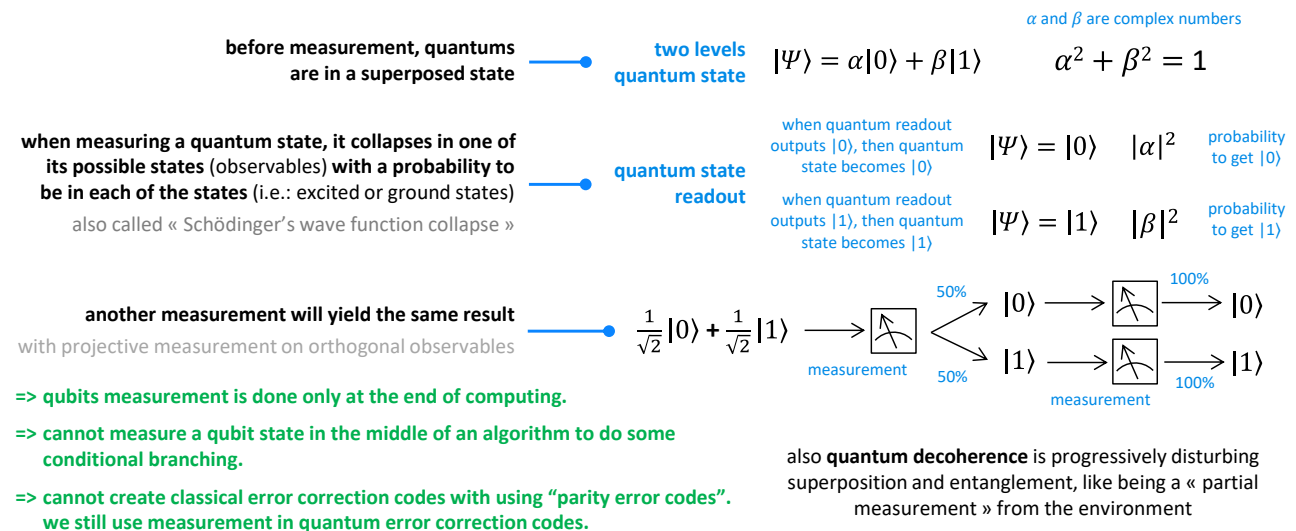 α and β are complex numbers
before measurement, quantums
are in a superposed state
two levels
quantum state
|Ψ⟩ = α|0⟩ + β|1⟩
α² + β² = 1
when measuring a quantum state, it collapses in one of
its possible states (observables) with a probability to
be in each of the states (i.e.: excited or ground states)
also called « Schödinger’s wave function collapse »
quantum state
readout
when quantum readout
outputs |0⟩, then quantum
state becomes |0⟩
|Ψ⟩ = |0⟩
|α|²
probability
to get |0⟩
when quantum readout
outputs |1⟩, then quantum
state becomes |1⟩
|Ψ⟩ = |1⟩
|β|²
probability
to get |1⟩
another measurement will yield the same result
with projective measurement on orthogonal observables
1/√2 |0⟩ + 1/√2 |1⟩
measurement
50%
|0⟩
100%
|0⟩
50%
|1⟩
100%
|1⟩
measurement
=> qubits measurement is done only at the end of computing.
=> cannot measure a qubit state in the middle of an algorithm to do some
conditional branching.
=> cannot create classical error correction codes with using “parity error codes”.
we still use measurement in quantum error correction codes.
also quantum decoherence is progressively disturbing
superposition and entanglement, like being a « partial
measurement » from the environment